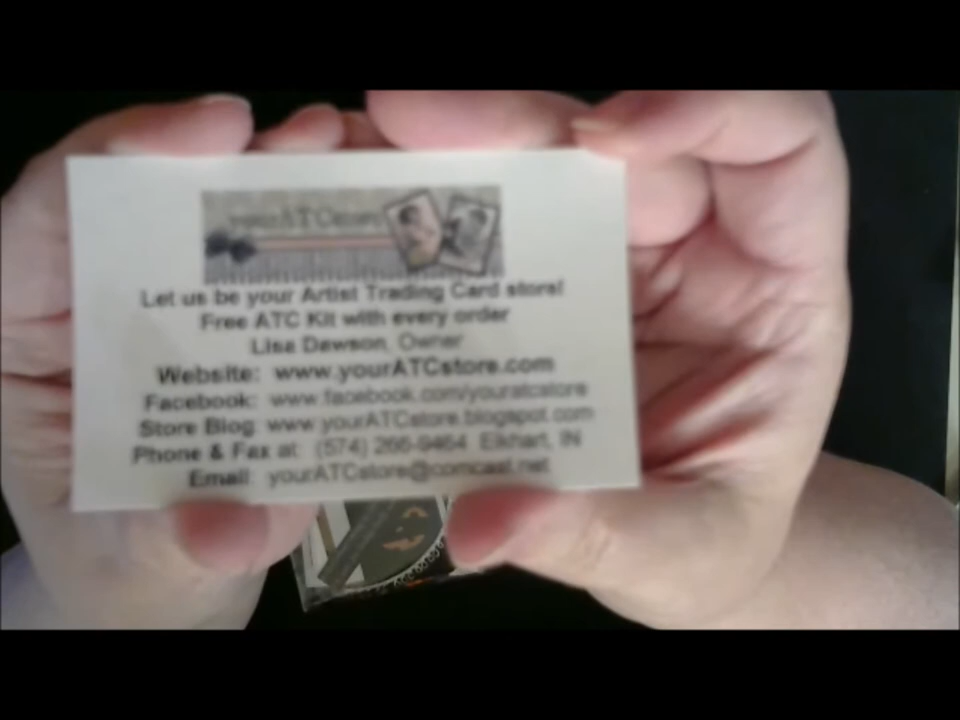 yourATCstore
Let us be your Artist Trading Card store!
Free ATC Kit with every order
Lisa Dawson, Owner
Website: www.yourATCstore.com
Facebook: www.facebook.com/youratcstore
Store Blog: www.yourATCstore.blogspot.com
Phone & Fax at: (574) 266-9464 Elkhart, IN
Email: yourATCstore@comcast.net